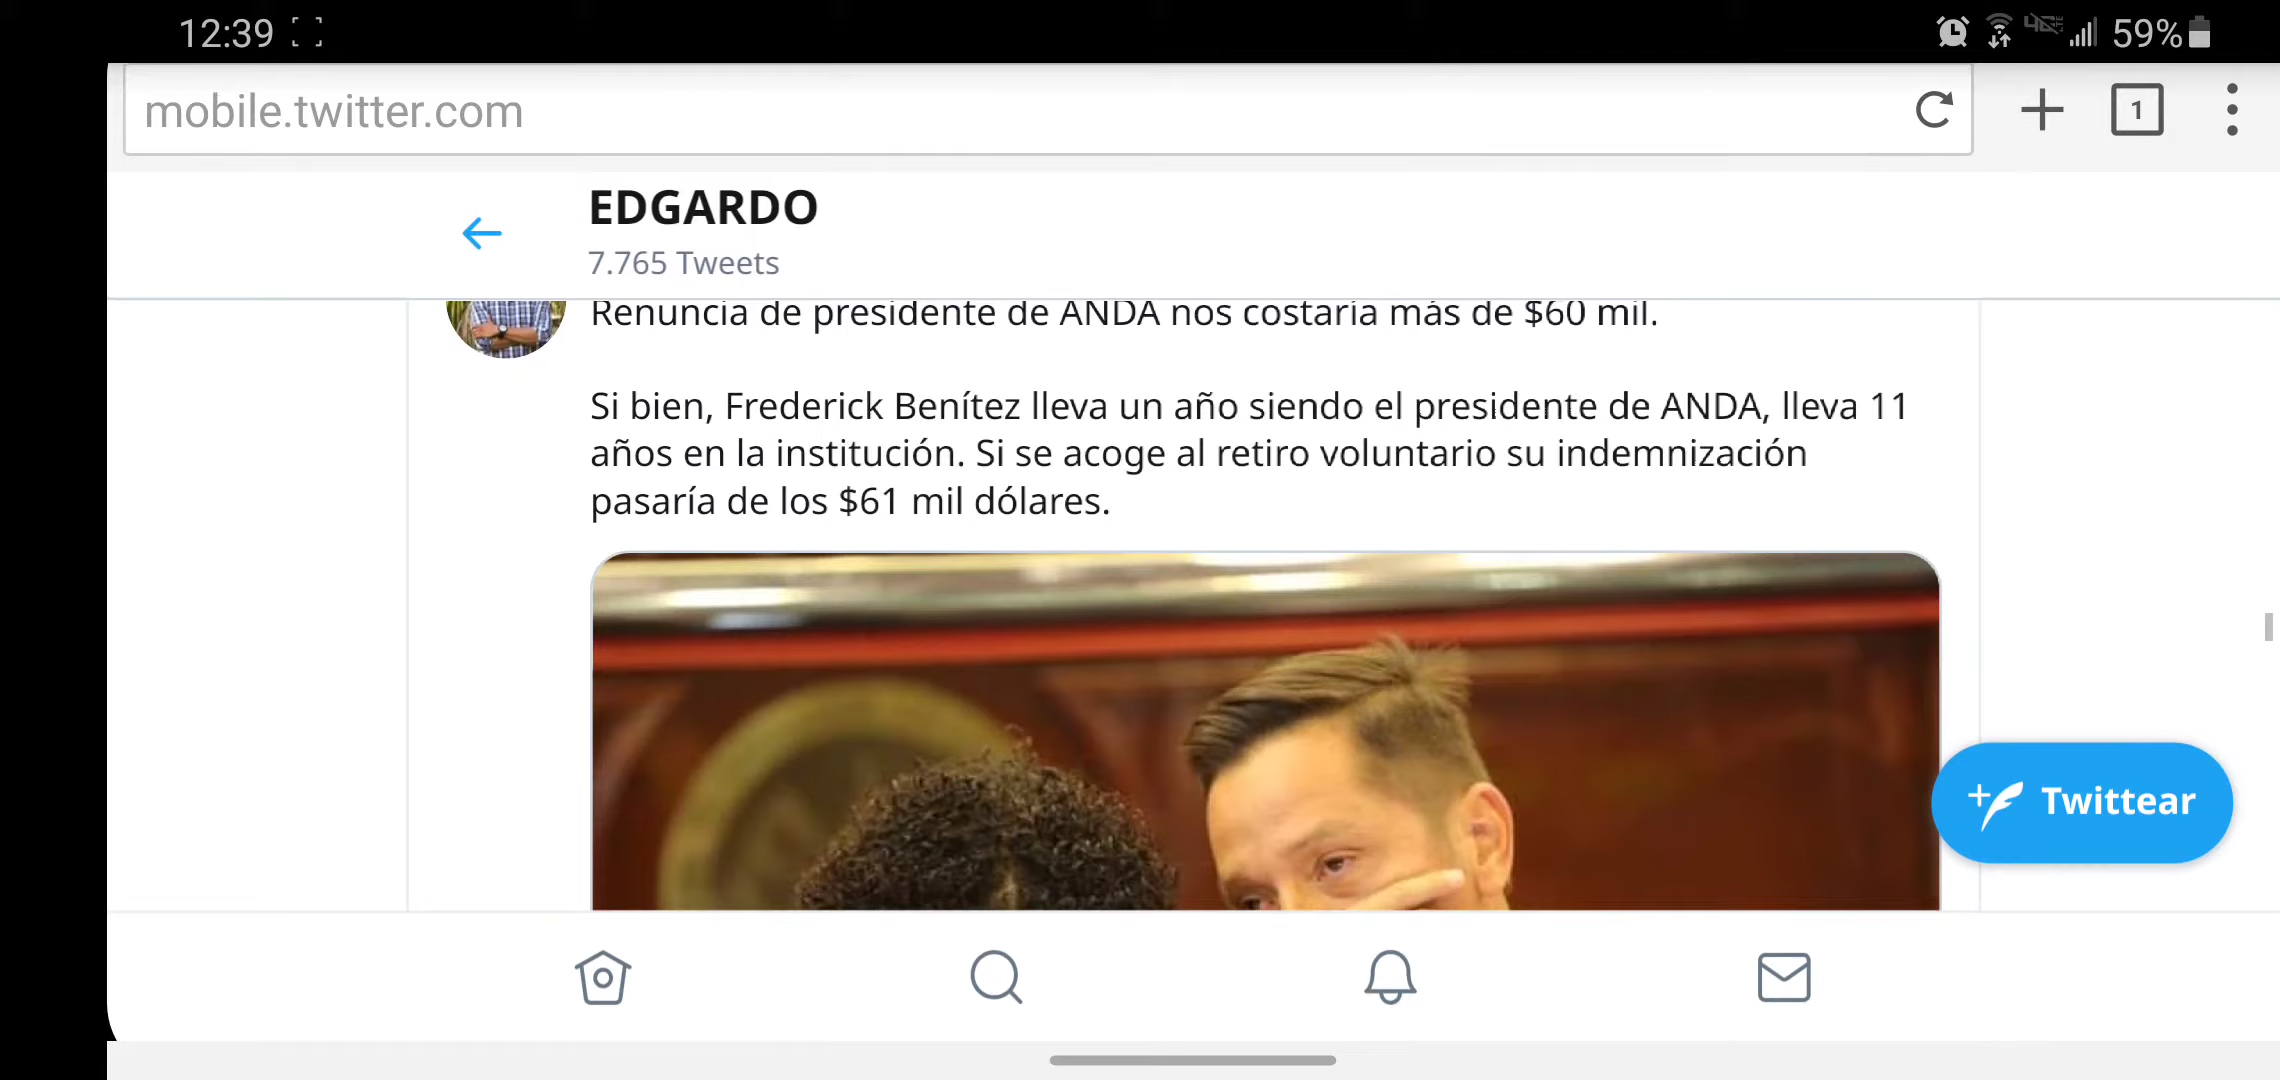 12:39
59%
mobile.twitter.com
1
EDGARDO
7.765 Tweets
Renuncia de presidente de ANDA nos costaría más de $60 mil.
Si bien, Frederick Benítez lleva un año siendo el presidente de ANDA, lleva 11
años en la institución. Si se acoge al retiro voluntario su indemnización
pasaría de los $61 mil dólares.
Twittear